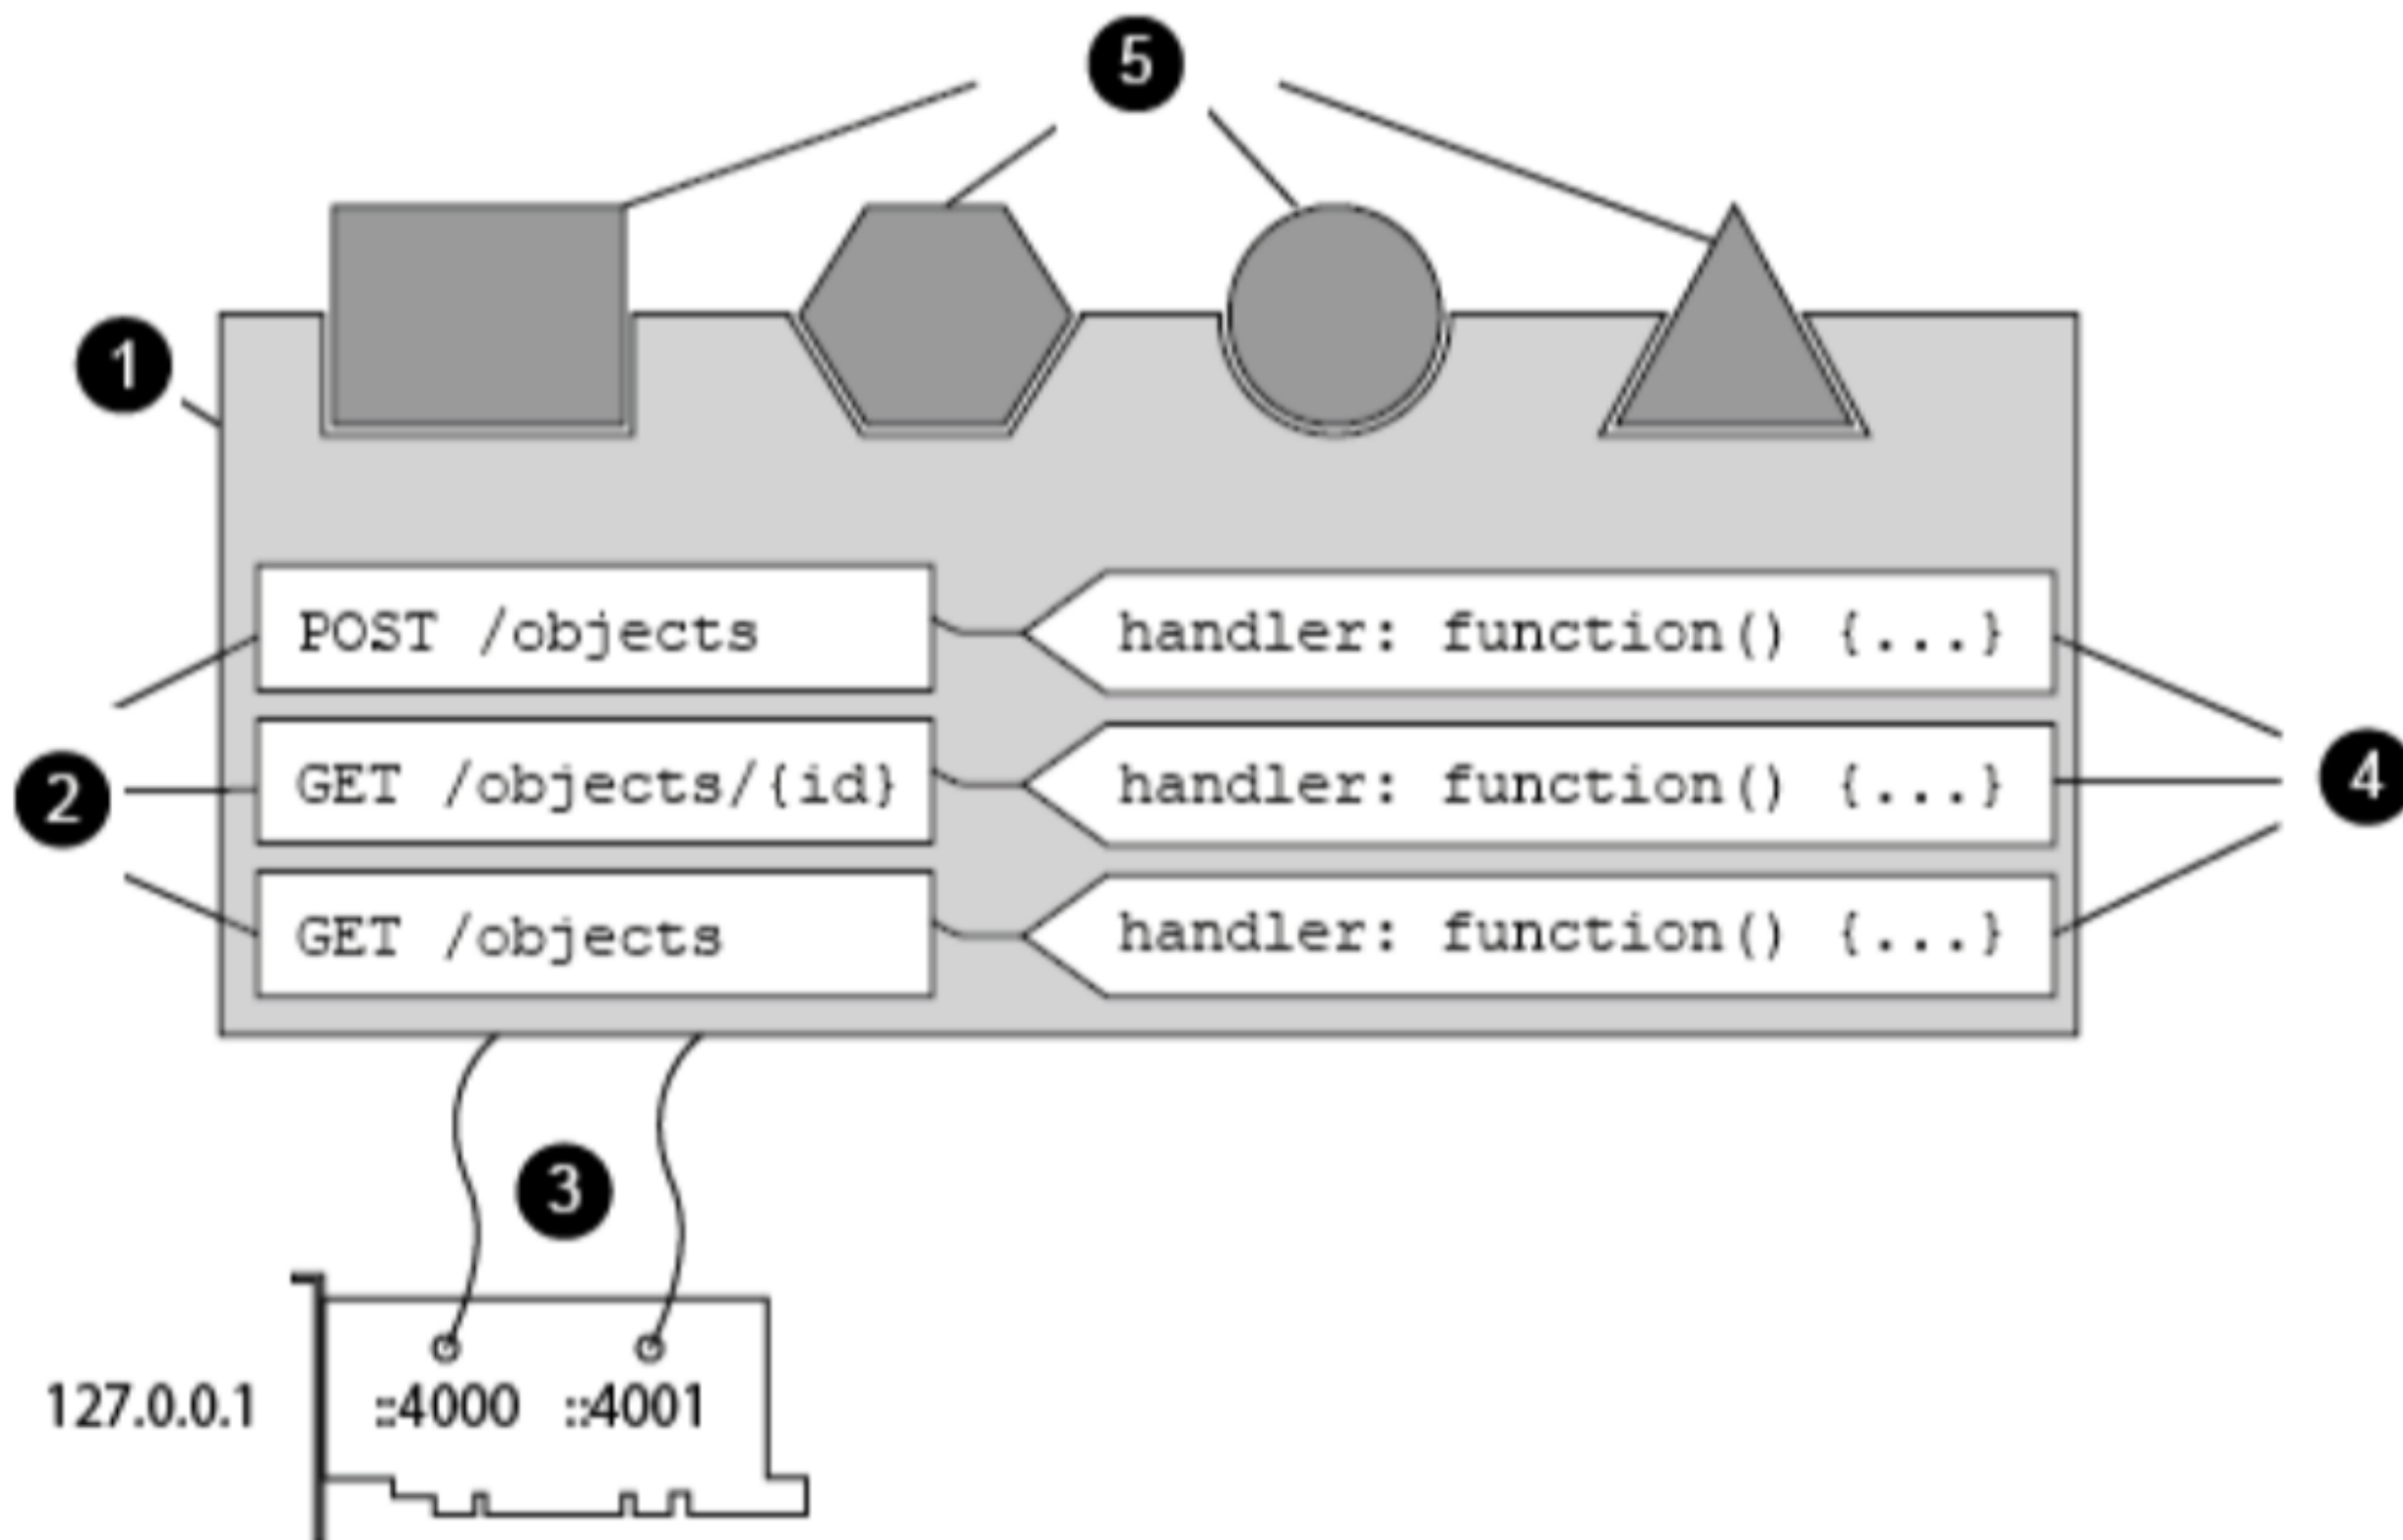 5
1
POST /objects
handler: function() {...}
2
GET /objects/{id}
handler: function() {...}
4
GET /objects
handler: function() {...}
3
127.0.0.1
::4000
::4001